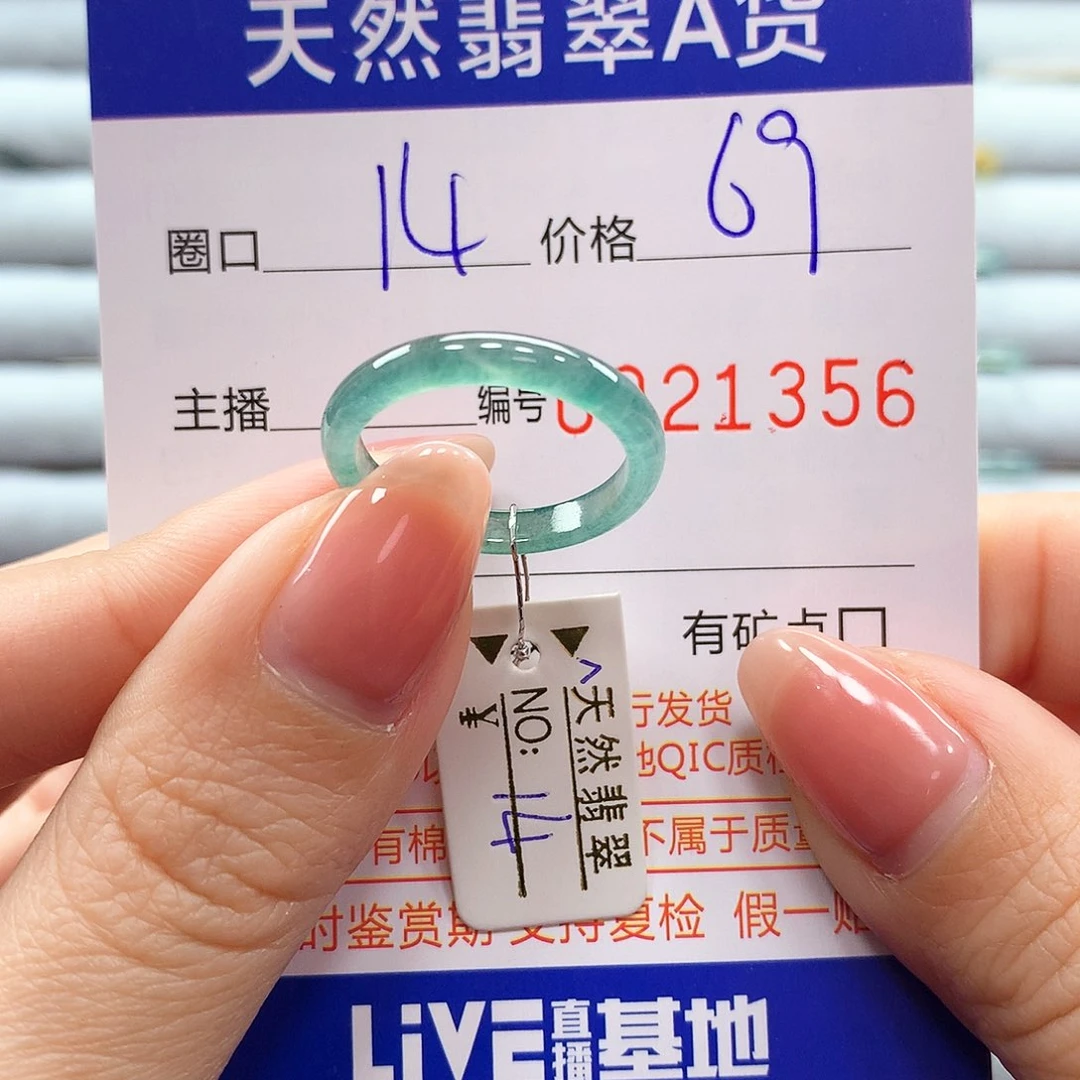 天然翡翠A货
圈口 14 价格 69
主播 编号 21356
有矿点
行发货
QIC质
有棉 不属于质量
时鉴赏期 支持复检 假一赔
天然翡翠
NO: 14
¥
LiVE直播基地